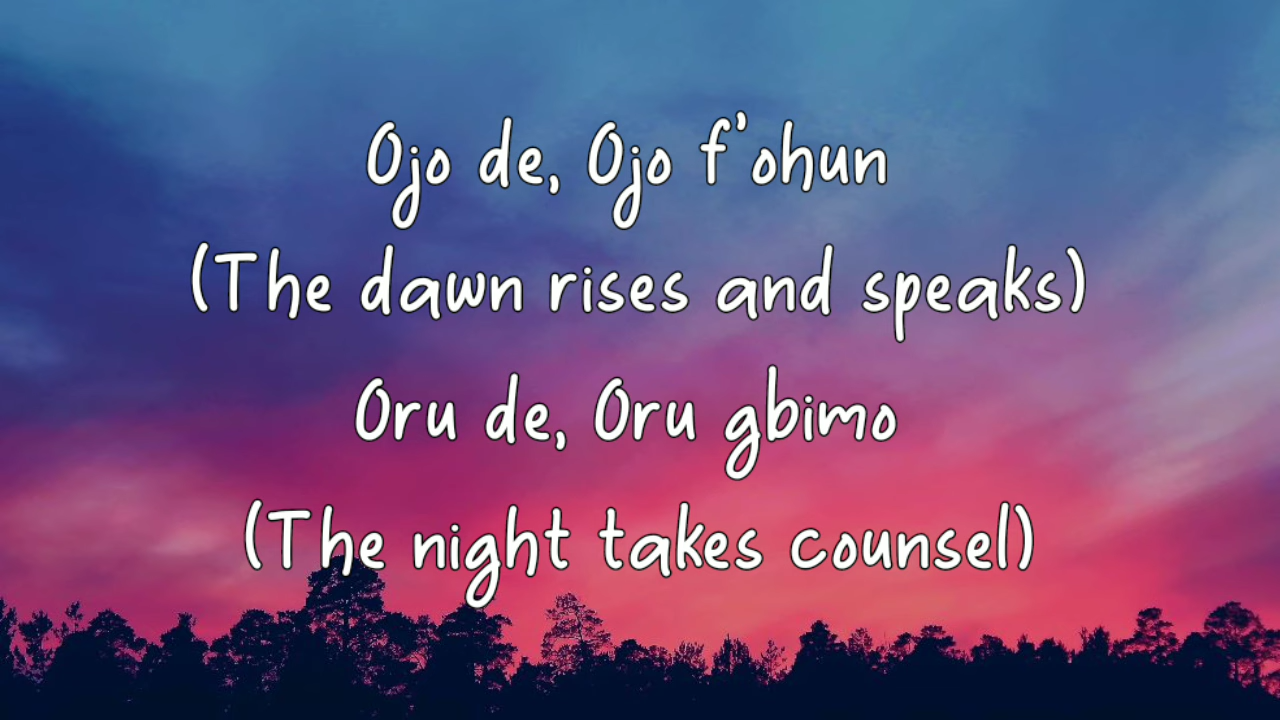 Ojo de, Ojo f'ohun
(The dawn rises and speaks)
Oru de, Oru gbimo
(The night takes counsel)